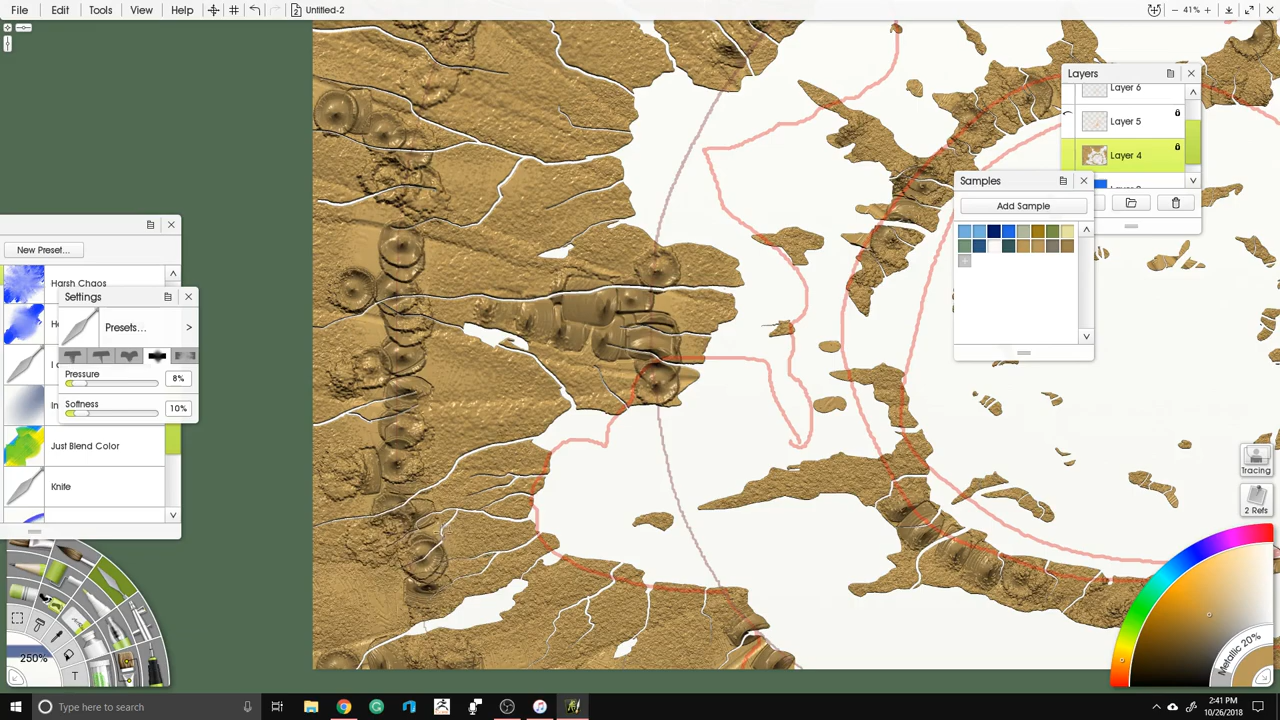 File Edit Tools View Help Untitled-2 41%
Layers
Layer 6
Layer 5
Layer 4
Samples
Add Sample
New Preset...
Harsh Chaos
Settings
Presets...
Pressure
8%
Softness
10%
Just Blend Color
Knife
Tracing
2 Refs
250%
T
Metallic 20%
Type here to search
2:41 PM
10/26/2018